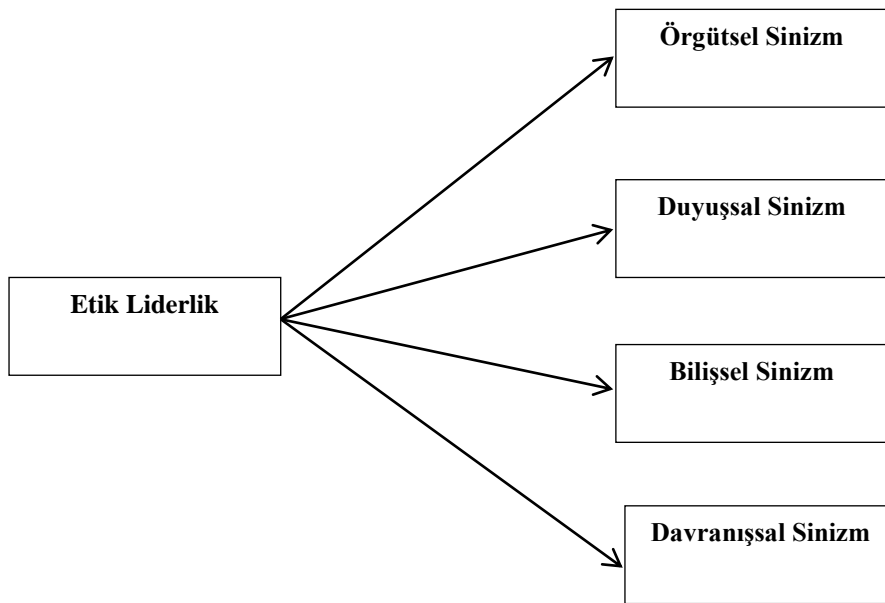 Örgütsel Sinizm
Duyuşsal Sinizm
Etik Liderlik
Bilişsel Sinizm
Davranışsal Sinizm